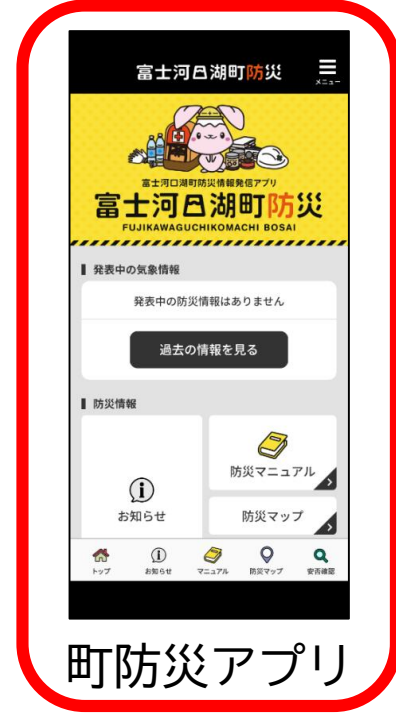 富士河口湖町防災
メニュー
富士河口湖町防災情報発信アプリ
富士河口湖町防災
FUJIKAWAGUCHIKOMACHI BOSAI
発表中の気象情報
発表中の防災情報はありません
過去の情報を見る
防災情報
お知らせ
防災マニュアル
防災マップ
トップ
お知らせ
マニュアル
防災マップ
安否確認
町防災アプリ